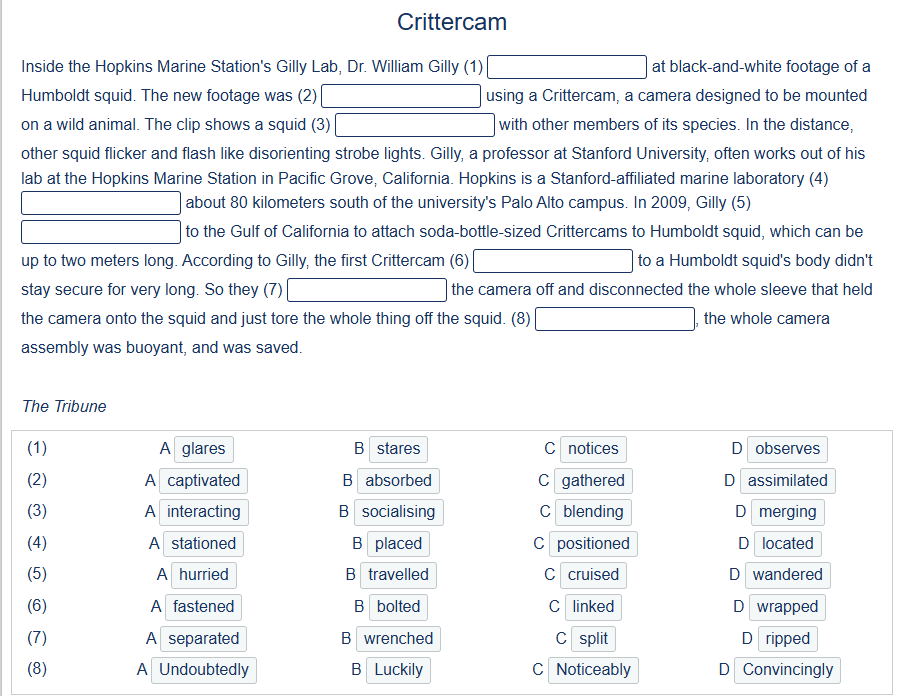 Crittercam
Inside the Hopkins Marine Station's Gilly Lab, Dr. William Gilly (1) at black-and-white footage of a
Humboldt squid. The new footage was (2) using a Crittercam, a camera designed to be mounted
on a wild animal. The clip shows a squid (3) with other members of its species. In the distance,
other squid flicker and flash like disorienting strobe lights. Gilly, a professor at Stanford University, often works out of his
lab at the Hopkins Marine Station in Pacific Grove, California. Hopkins is a Stanford-affiliated marine laboratory (4)
about 80 kilometers south of the university's Palo Alto campus. In 2009, Gilly (5)
to the Gulf of California to attach soda-bottle-sized Crittercams to Humboldt squid, which can be
up to two meters long. According to Gilly, the first Crittercam (6) to a Humboldt squid's body didn't
stay secure for very long. So they (7) the camera off and disconnected the whole sleeve that held
the camera onto the squid and just tore the whole thing off the squid. (8) , the whole camera
assembly was buoyant, and was saved.
The Tribune
(1) A glares B stares C notices D observes
(2) A captivated B absorbed C gathered D assimilated
(3) A interacting B socialising C blending D merging
(4) A stationed B placed C positioned D located
(5) A hurried B travelled C cruised D wandered
(6) A fastened B bolted C linked D wrapped
(7) A separated B wrenched C split D ripped
(8) A Undoubtedly B Luckily C Noticeably D Convincingly